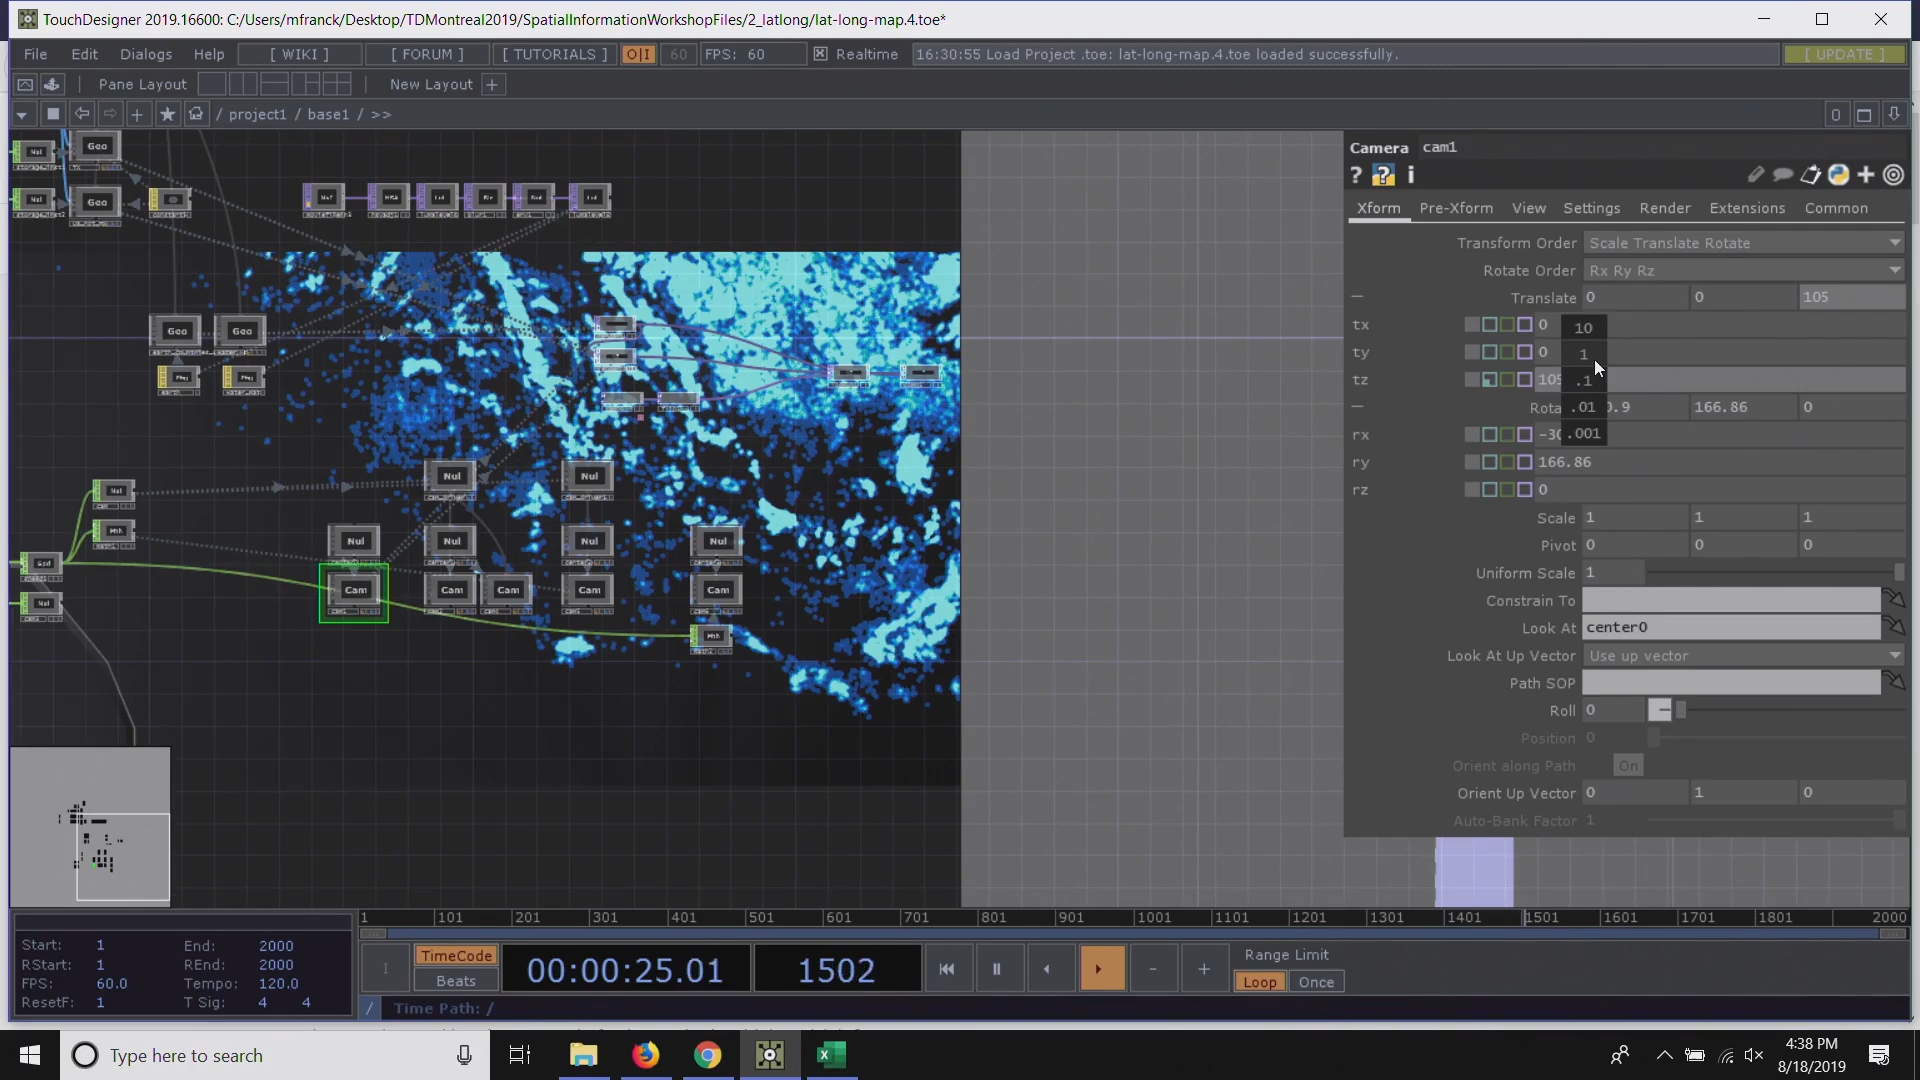 TouchDesigner 2019.16600: C:/Users/mfranck/Desktop/TDMontreal2019/SpatialInformationWorkshopFiles/2_latlong/lat-long-map.4.toe*
File Edit Dialogs Help [ WIKI ] [ FORUM ] [ TUTORIALS ] O|I 60 FPS: 60 Realtime 16:30:55 Load Project .toe: lat-long-map.4.toe loaded successfully. [ UPDATE ]
Pane Layout New Layout +
/ project1 / base1 / >>
Camera cam1
? ? i
Xform Pre-Xform View Settings Render Extensions Common
Transform Order Scale Translate Rotate
Rotate Order Rx Ry Rz
Translate 0 0 105
tx 0
ty 0
tz 105
10
1
.1
.01
.001
0.9 166.86 0
rx
ry 166.86
rz 0
Scale 1 1 1
Pivot 0 0 0
Uniform Scale 1
Constrain To
Look At center0
Look At Up Vector Use up vector
Path SOP
Roll 0
Position 0
Orient along Path On
Orient Up Vector 0 1 0
Auto-Bank Factor 1
Nul Geo
Nul Geo
Geo Geo
Nul Nul
Nul Nul Nul Nul
Cam Cam Cam Cam Cam
Nul
1 101 201 301 401 501 601 701 801 901 1001 1101 1201 1301 1401 1501 1601 1701 1801 2000
Start: 1 End: 2000
RStart: 1 REnd: 2000
FPS: 60.0 Tempo: 120.0
ResetF: 1 T Sig: 4 4
TimeCode
Beats
00:00:25.01
1502
Range Limit
Loop Once
/ Time Path: /
Type here to search
4:38 PM
8/18/2019